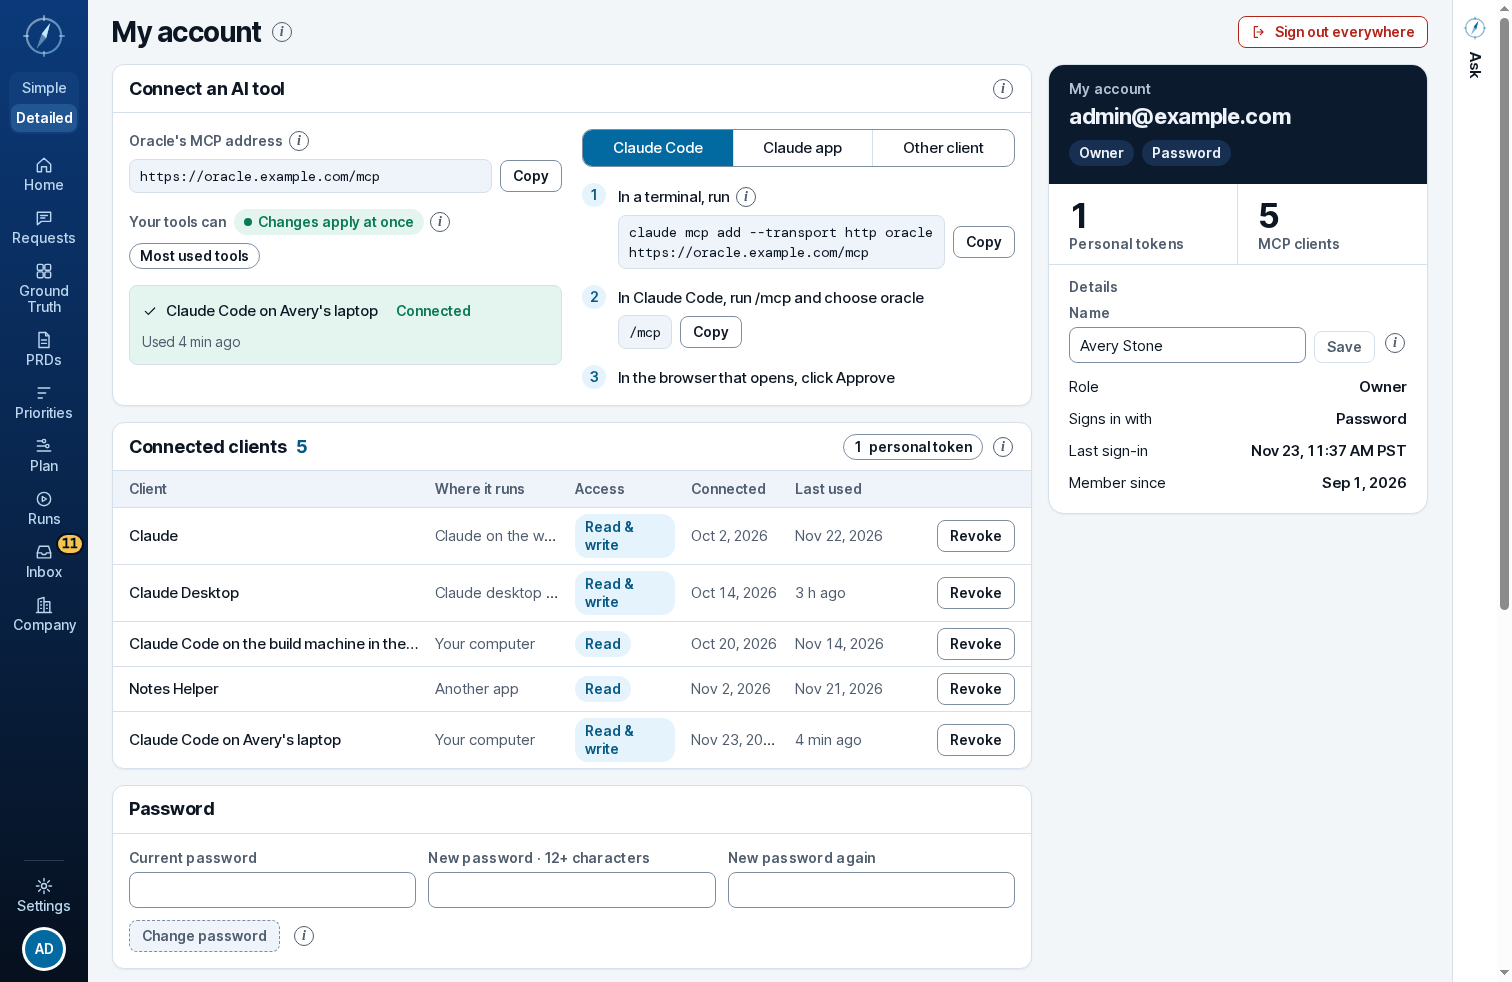 Simple
Detailed
Home
Requests
Ground
Truth
PRDs
Priorities
Plan
Runs
11
Inbox
Company
Settings
AD
My account
i
Sign out everywhere
Ask
Connect an AI tool
i
Oracle's MCP address i
https://oracle.example.com/mcp
Copy
Your tools can
Changes apply at once
i
Most used tools
Claude Code on Avery's laptop
Connected
Used 4 min ago
Claude Code
Claude app
Other client
1
In a terminal, run i
claude mcp add --transport http oracle
https://oracle.example.com/mcp
Copy
2
In Claude Code, run /mcp and choose oracle
/mcp
Copy
3
In the browser that opens, click Approve
Connected clients 5
1 personal token
i
Client Where it runs Access Connected Last used
Claude Claude on the w... Read & write Oct 2, 2026 Nov 22, 2026 Revoke
Claude Desktop Claude desktop ... Read & write Oct 14, 2026 3 h ago Revoke
Claude Code on the build machine in the... Your computer Read Oct 20, 2026 Nov 14, 2026 Revoke
Notes Helper Another app Read Nov 2, 2026 Nov 21, 2026 Revoke
Claude Code on Avery's laptop Your computer Read & write Nov 23, 20... 4 min ago Revoke
Password
Current password
New password · 12+ characters
New password again
Change password
i
My account
admin@example.com
Owner
Password
1
Personal tokens
5
MCP clients
Details
Name
Avery Stone
Save
i
Role Owner
Signs in with Password
Last sign-in Nov 23, 11:37 AM PST
Member since Sep 1, 2026